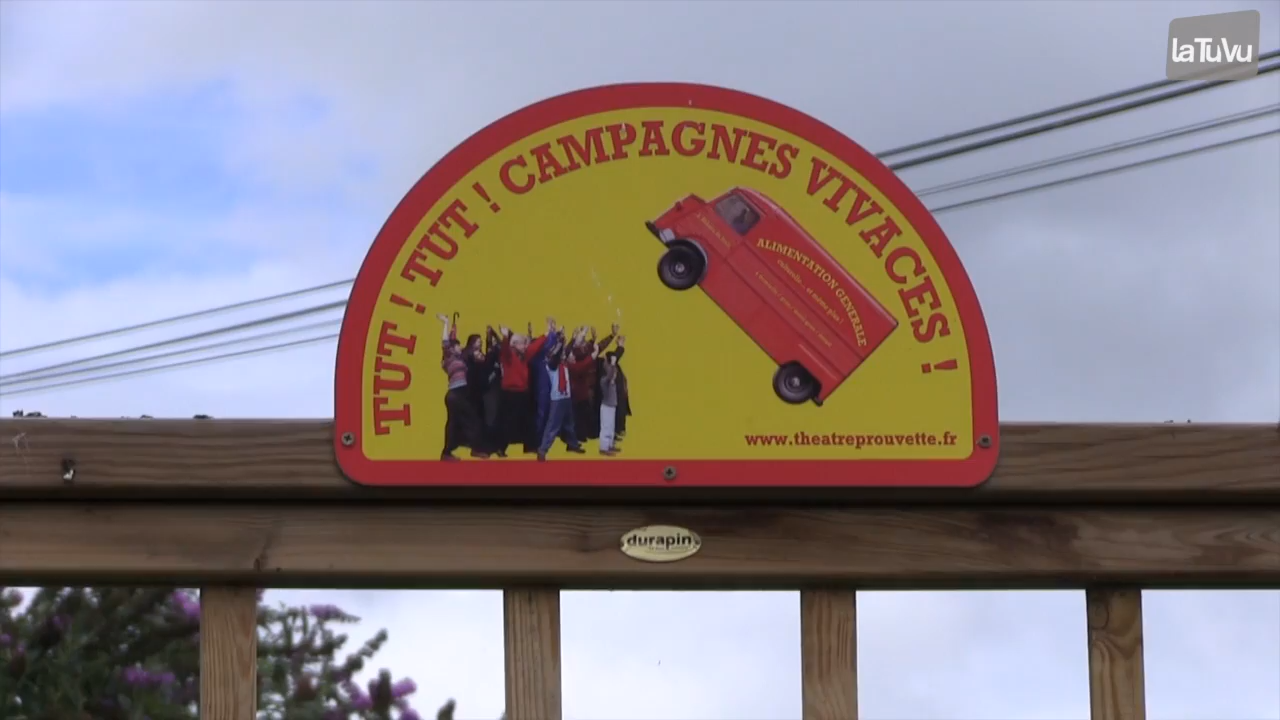 laTuVu
TUT ! TUT ! CAMPAGNES VIVACES !
ALIMENTATION GENERALE
www.theatreprouvette.fr
durapin